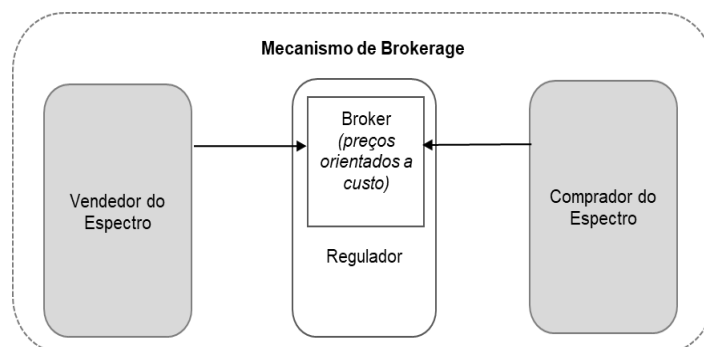 Mecanismo de Brokerage
Vendedor do
Espectro
Broker
(preços
orientados a
custo)
Regulador
Comprador do
Espectro